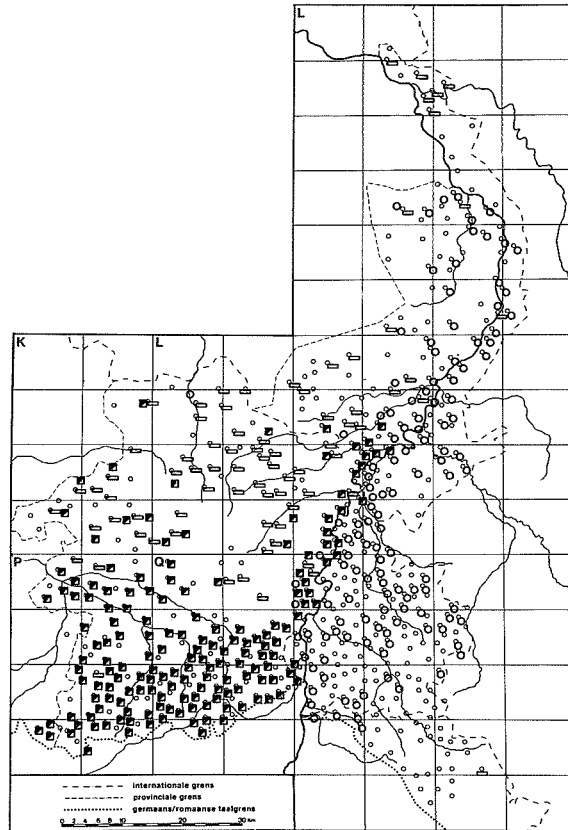 L
K L
P Q
internationale grens
provinciale grens
germaans/romaanse taalgrens
0 2 4 6 8 10 20 30 km